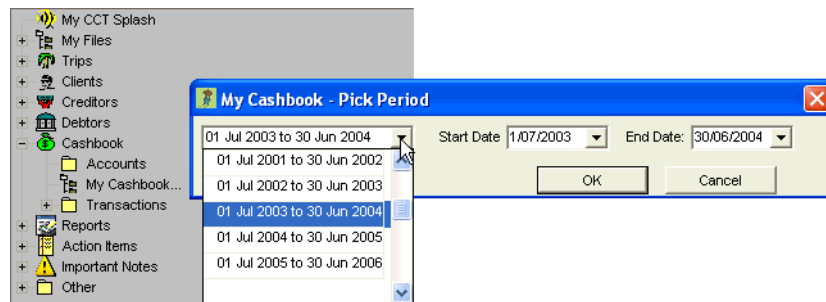 My CCT Splash
My Files
Trips
Clients
Creditors
Debtors
Cashbook
Accounts
My Cashbook...
Transactions
Reports
Action Items
Important Notes
Other
My Cashbook - Pick Period
01 Jul 2003 to 30 Jun 2004 Start Date 1/07/2003 End Date: 30/06/2004
01 Jul 2001 to 30 Jun 2002
01 Jul 2002 to 30 Jun 2003
01 Jul 2003 to 30 Jun 2004
01 Jul 2004 to 30 Jun 2005
01 Jul 2005 to 30 Jun 2006
OK Cancel